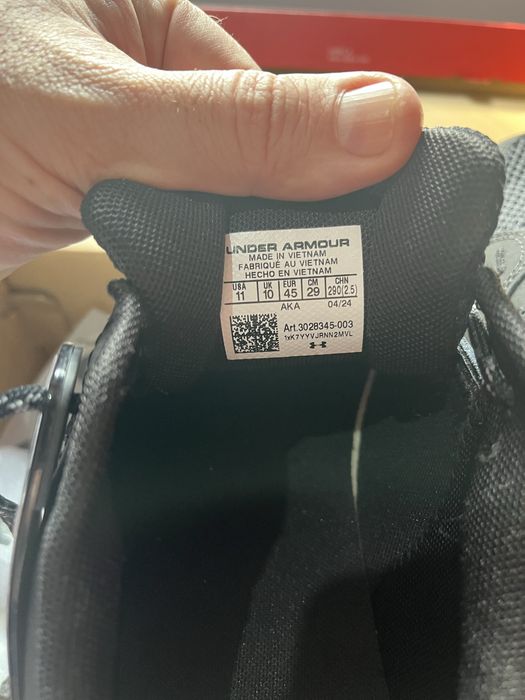 UNDER ARMOUR
MADE IN VIETNAM
FABRIQUÉ AU VIETNAM
HECHO EN VIETNAM
USA UK EUR CM CHN
11 10 45 29 290(2.5)
AKA 04/24
Art.3028345-003
1xK7YYVJRNN2MVL